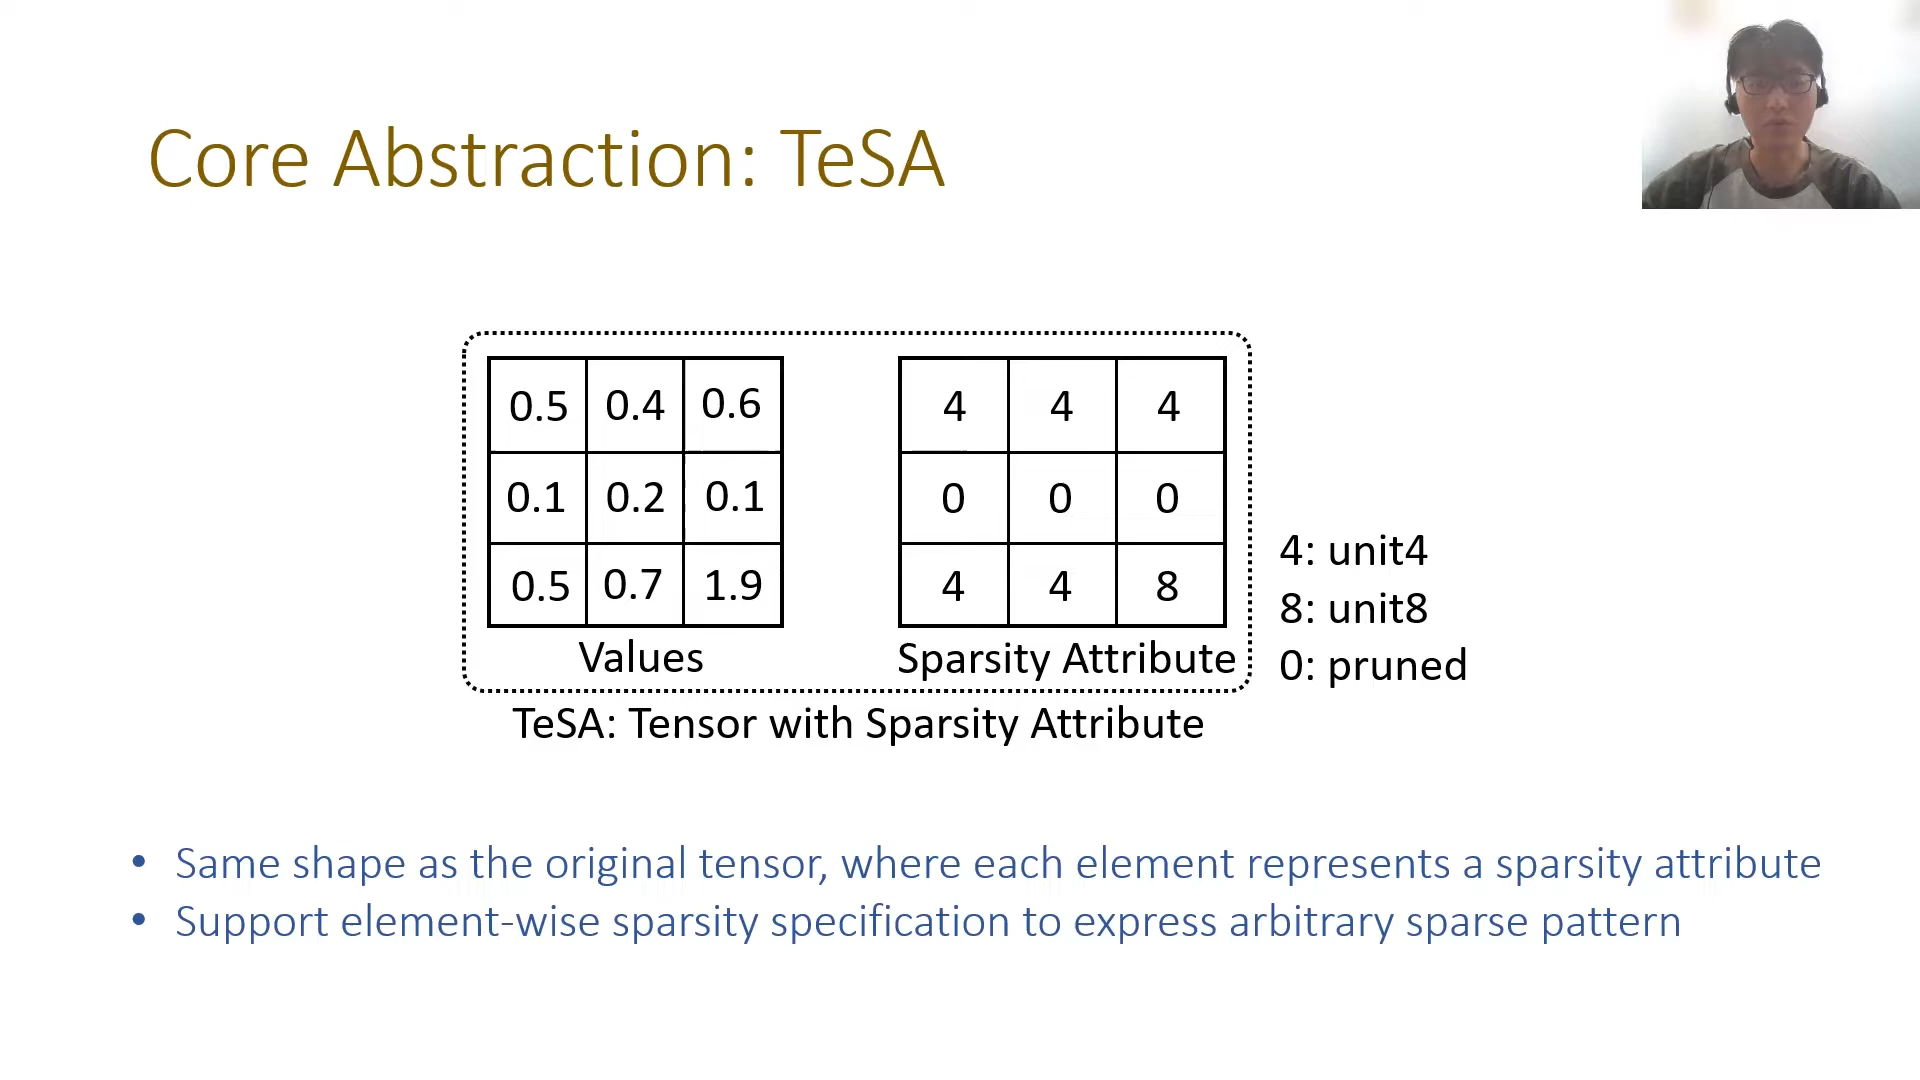 Core Abstraction: TeSA
0.5 0.4 0.6
0.1 0.2 0.1
0.5 0.7 1.9
Values
4 4 4
0 0 0
4 4 8
Sparsity Attribute
4: unit4
8: unit8
0: pruned
TeSA: Tensor with Sparsity Attribute
• Same shape as the original tensor, where each element represents a sparsity attribute
• Support element-wise sparsity specification to express arbitrary sparse pattern